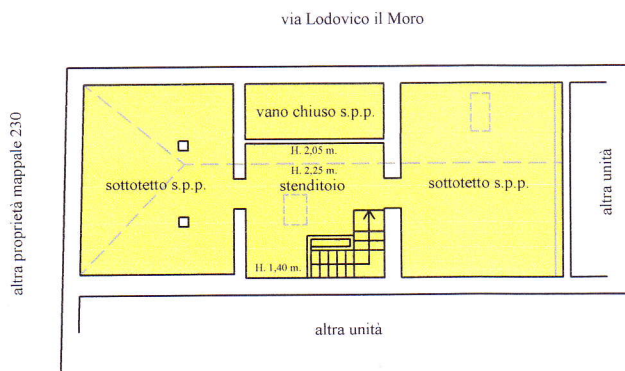 via Lodovico il Moro
vano chiuso s.p.p.
H. 2,05 m.
H. 2,25 m.
sottotetto s.p.p.
stenditoio
sottotetto s.p.p.
H. 1,40 m.
altra proprietà mappale 230
altra unità
altra unità